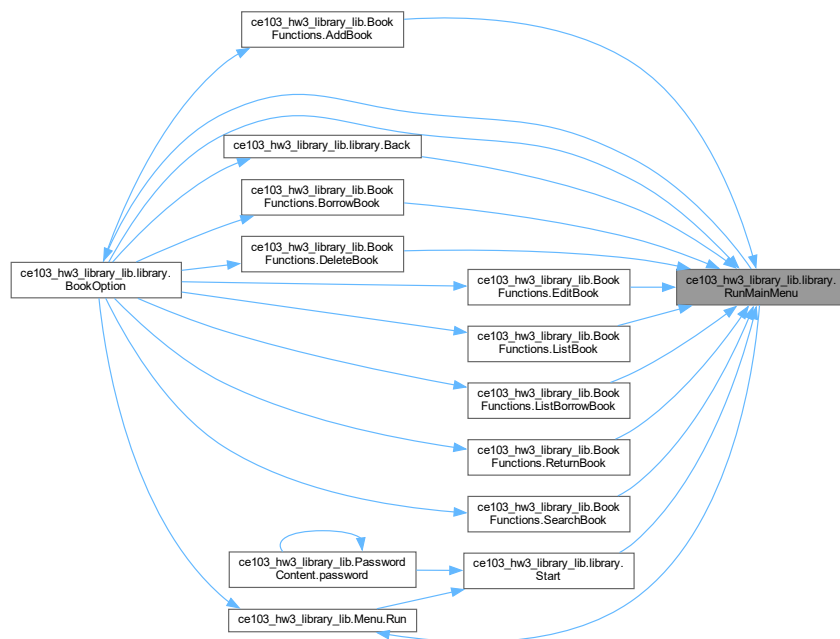 ce103_hw3_library_lib.Book
Functions.AddBook
ce103_hw3_library_lib.library.Back
ce103_hw3_library_lib.Book
Functions.BorrowBook
ce103_hw3_library_lib.Book
Functions.DeleteBook
ce103_hw3_library_lib.library.
BookOption
ce103_hw3_library_lib.Book
Functions.EditBook
ce103_hw3_library_lib.library.
RunMainMenu
ce103_hw3_library_lib.Book
Functions.ListBook
ce103_hw3_library_lib.Book
Functions.ListBorrowBook
ce103_hw3_library_lib.Book
Functions.ReturnBook
ce103_hw3_library_lib.Book
Functions.SearchBook
ce103_hw3_library_lib.Password
Content.password
ce103_hw3_library_lib.library.
Start
ce103_hw3_library_lib.Menu.Run